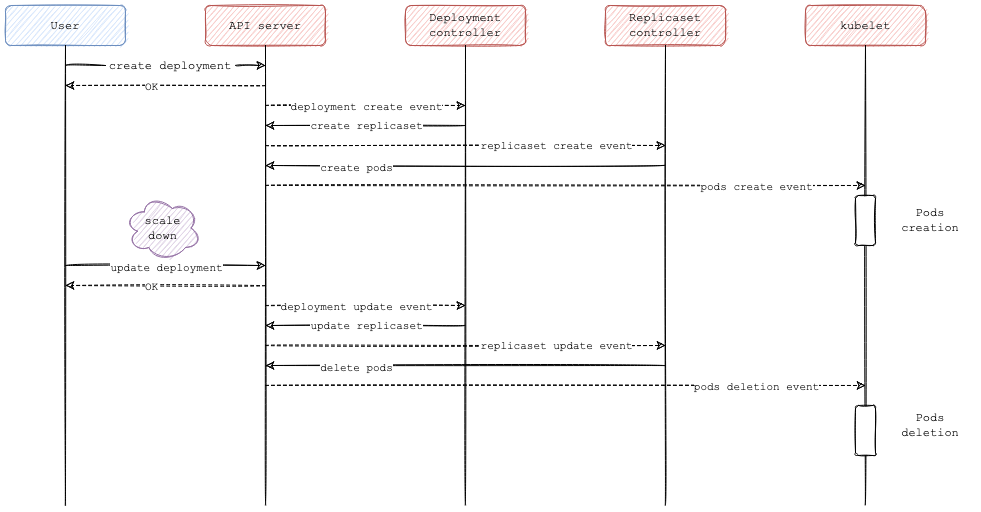 User
API server
Deployment
controller
Replicaset
controller
kubelet
create deployment
OK
deployment create event
create replicaset
replicaset create event
create pods
pods create event
Pods
creation
scale
down
update deployment
OK
deployment update event
update replicaset
replicaset update event
delete pods
pods deletion event
Pods
deletion